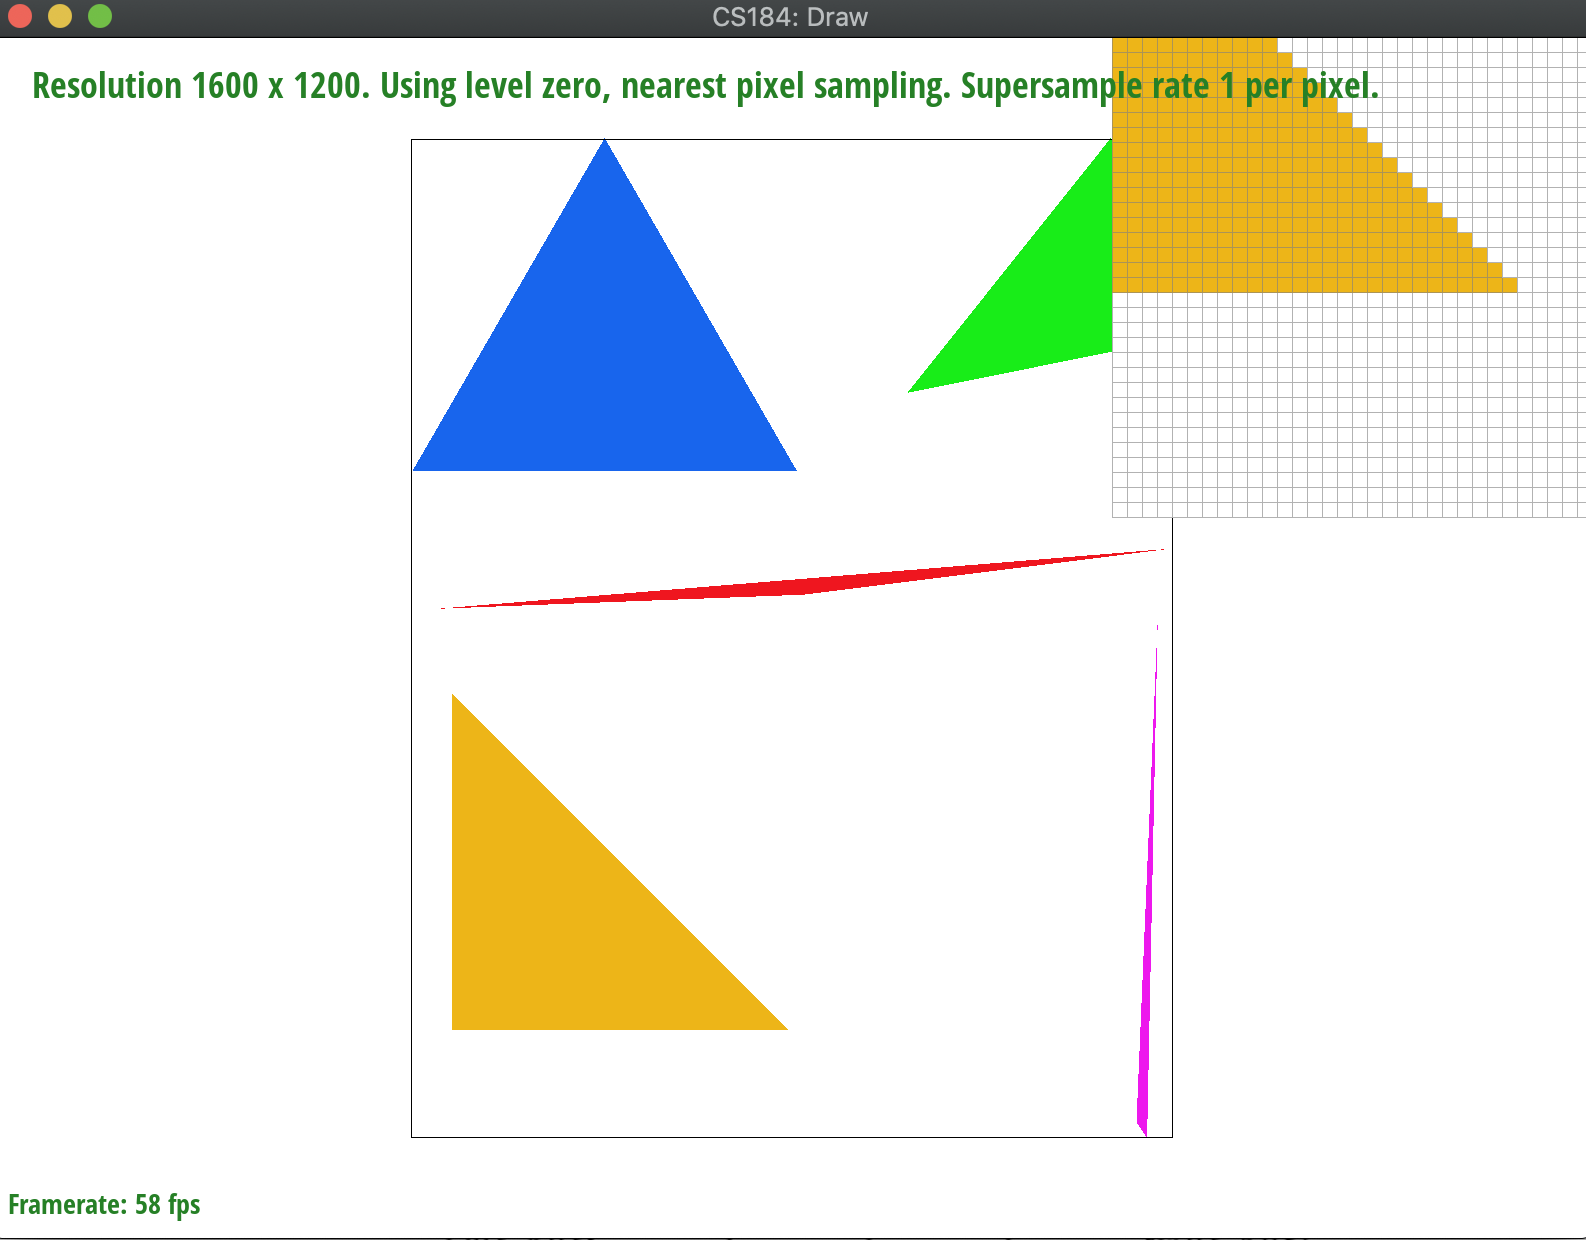 CS184: Draw
Resolution 1600 x 1200. Using level zero, nearest pixel sampling. Supersample rate 1 per pixel.
Framerate: 58 fps